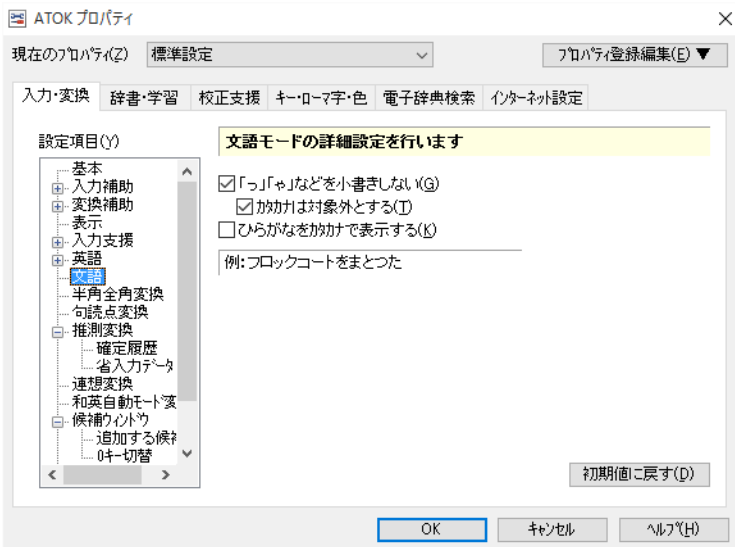 ATOK プロパティ
現在のプロパティ(Z) 標準設定 プロパティ登録編集(E) ▼
入力・変換 辞書・学習 校正支援 キー・ローマ字・色 電子辞典検索 インターネット設定
設定項目(Y)
文語モードの詳細設定を行います
基本
入力補助
変換補助
表示
入力支援
英語
文語
半角全角変換
句読点変換
推測変換
確定履歴
省入力データ
連想変換
和英自動モード変
候補ウィンドウ
追加する候
0キー切替
「っ」「ゃ」などを小書きしない(G)
カタカナは対象外とする(T)
ひらがなをカタカナで表示する(K)
例:フロックコートをまとつた
初期値に戻す(D)
OK キャンセル ヘルプ(H)